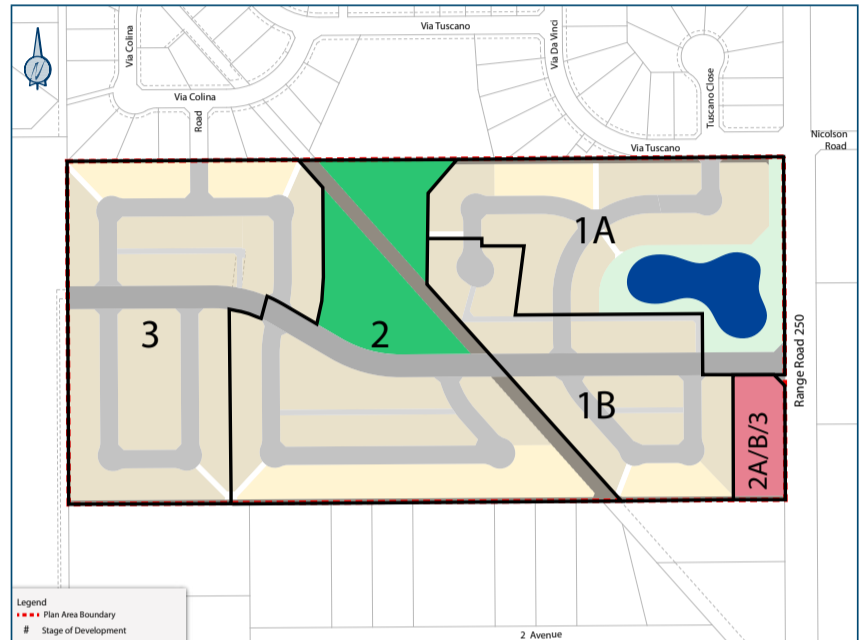 Via Tuscano
Via Colina
Via Da Vinci
Tuscano Close
Via Colina
Road
Nicolson
Road
Via Tuscano
N
1A
3
2
Range Road 250
1B
2A/B/3
Legend
Plan Area Boundary
# Stage of Development
2 Avenue